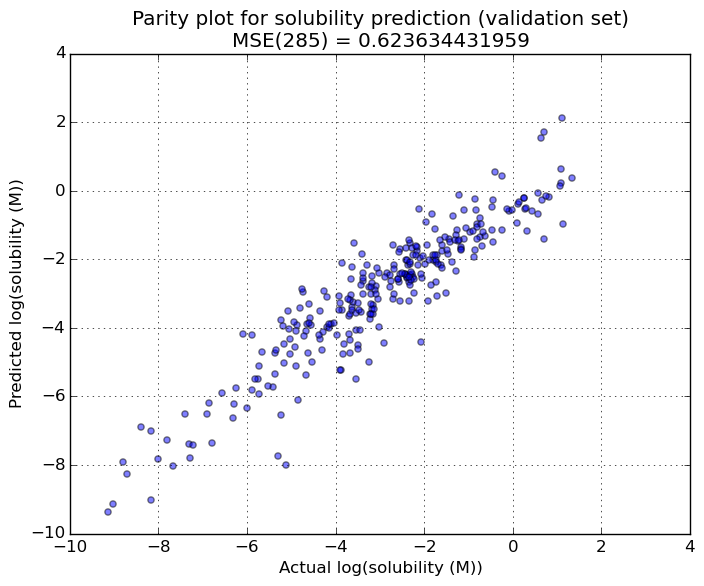 Parity plot for solubility prediction (validation set)
MSE(285) = 0.623634431959
4
2
0
−2
−4
−6
−8
−10
Predicted log(solubility (M))
−10 −8 −6 −4 −2 0 2 4
Actual log(solubility (M))